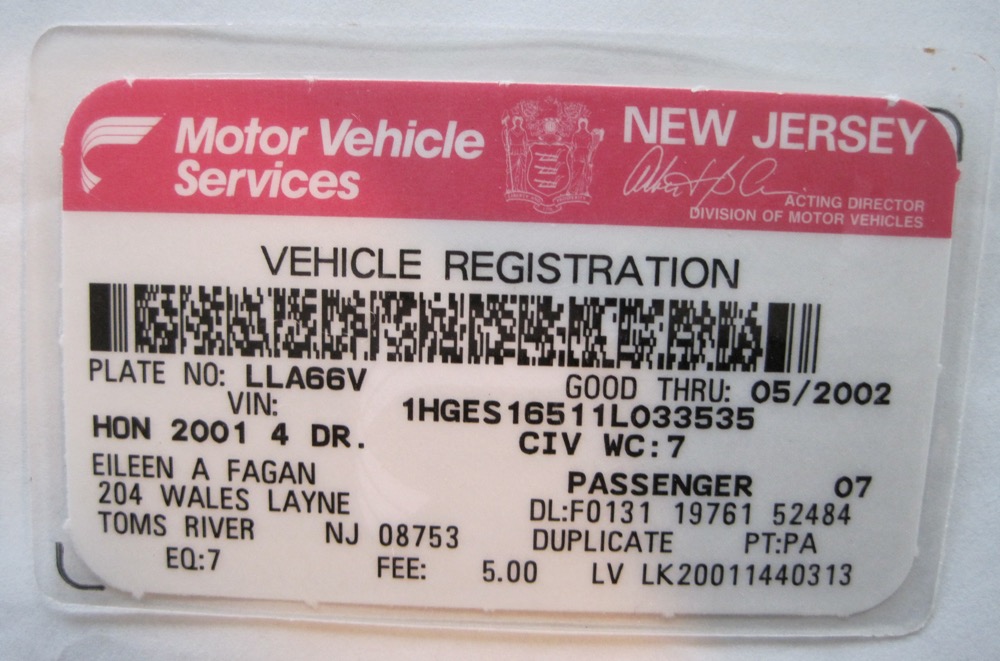 Motor Vehicle
Services
NEW JERSEY
ACTING DIRECTOR
DIVISION OF MOTOR VEHICLES
VEHICLE REGISTRATION
PLATE NO: LLA66V GOOD THRU: 05/2002
VIN: 1HGES16511L033535
HON 2001 4 DR. CIV WC:7
EILEEN A FAGAN PASSENGER 07
204 WALES LAYNE DL:F0131 19761 52484
TOMS RIVER NJ 08753 DUPLICATE PT:PA
EQ:7 FEE: 5.00 LV LK20011440313